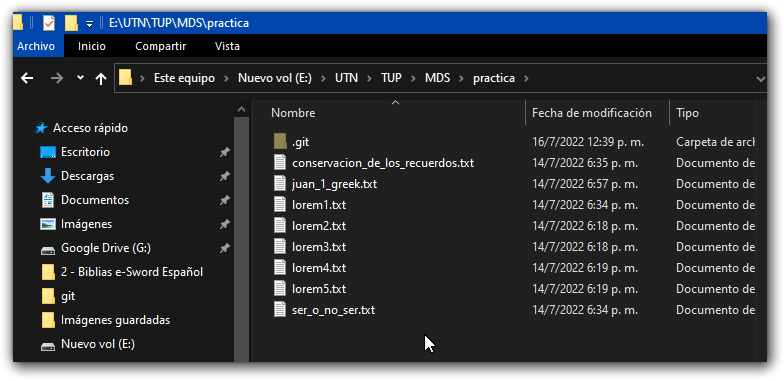 E:\UTN\TUP\MDS\practica
Archivo Inicio Compartir Vista
Este equipo > Nuevo vol (E:) > UTN > TUP > MDS > practica >
Nombre Fecha de modificación Tipo
Acceso rápido
Escritorio
Descargas
Documentos
Imágenes
Google Drive (G:)
2 - Biblias e-Sword Español
git
Imágenes guardadas
Nuevo vol (E:)
.git 16/7/2022 12:39 p. m. Carpeta de arch
conservacion_de_los_recuerdos.txt 14/7/2022 6:35 p. m. Documento de
juan_1_greek.txt 14/7/2022 6:57 p. m. Documento de
lorem1.txt 14/7/2022 6:34 p. m. Documento de
lorem2.txt 14/7/2022 6:18 p. m. Documento de
lorem3.txt 14/7/2022 6:18 p. m. Documento de
lorem4.txt 14/7/2022 6:19 p. m. Documento de
lorem5.txt 14/7/2022 6:19 p. m. Documento de
ser_o_no_ser.txt 14/7/2022 6:34 p. m. Documento de